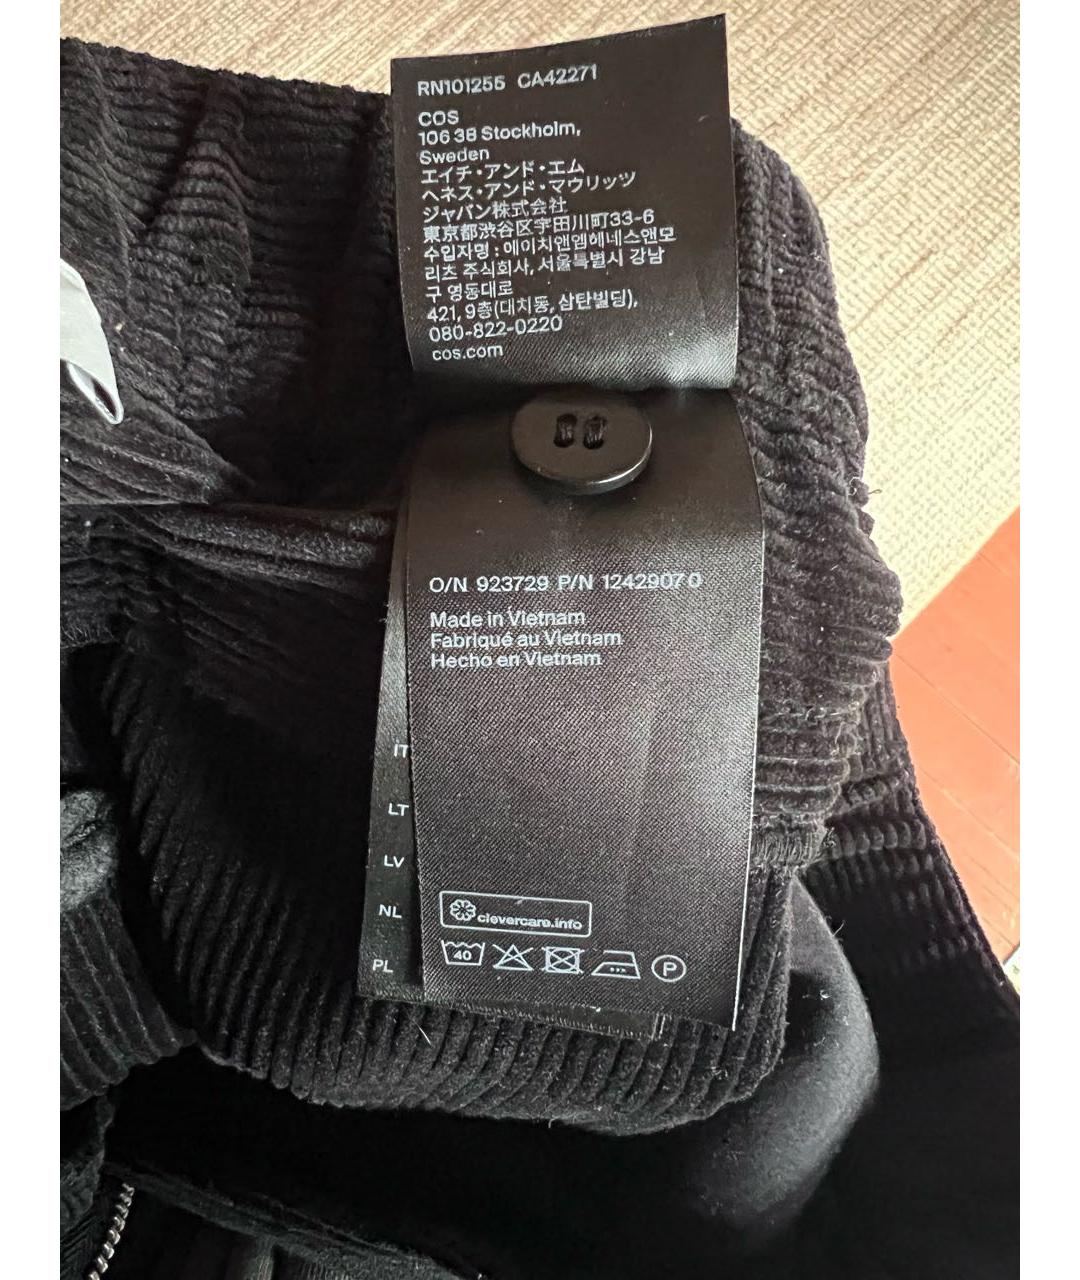 RN101255 CA42271
COS
106 38 Stockholm,
Sweden
エイチ・アンド・エム
ヘネス・アンド・マウリッツ
ジャパン株式会社
東京都渋谷区宇田川町33-6
수입자명 : 에이치앤엠헤네스앤모
리츠 주식회사, 서울특별시 강남
구 영동대로
421, 9층(대치동, 삼탄빌딩),
080-822-0220
cos.com
O/N 923729 P/N 1242907 0
Made in Vietnam
Fabriqué au Vietnam
Hecho en Vietnam
IT
LT
LV
NL
PL
clevercare.info
40
P